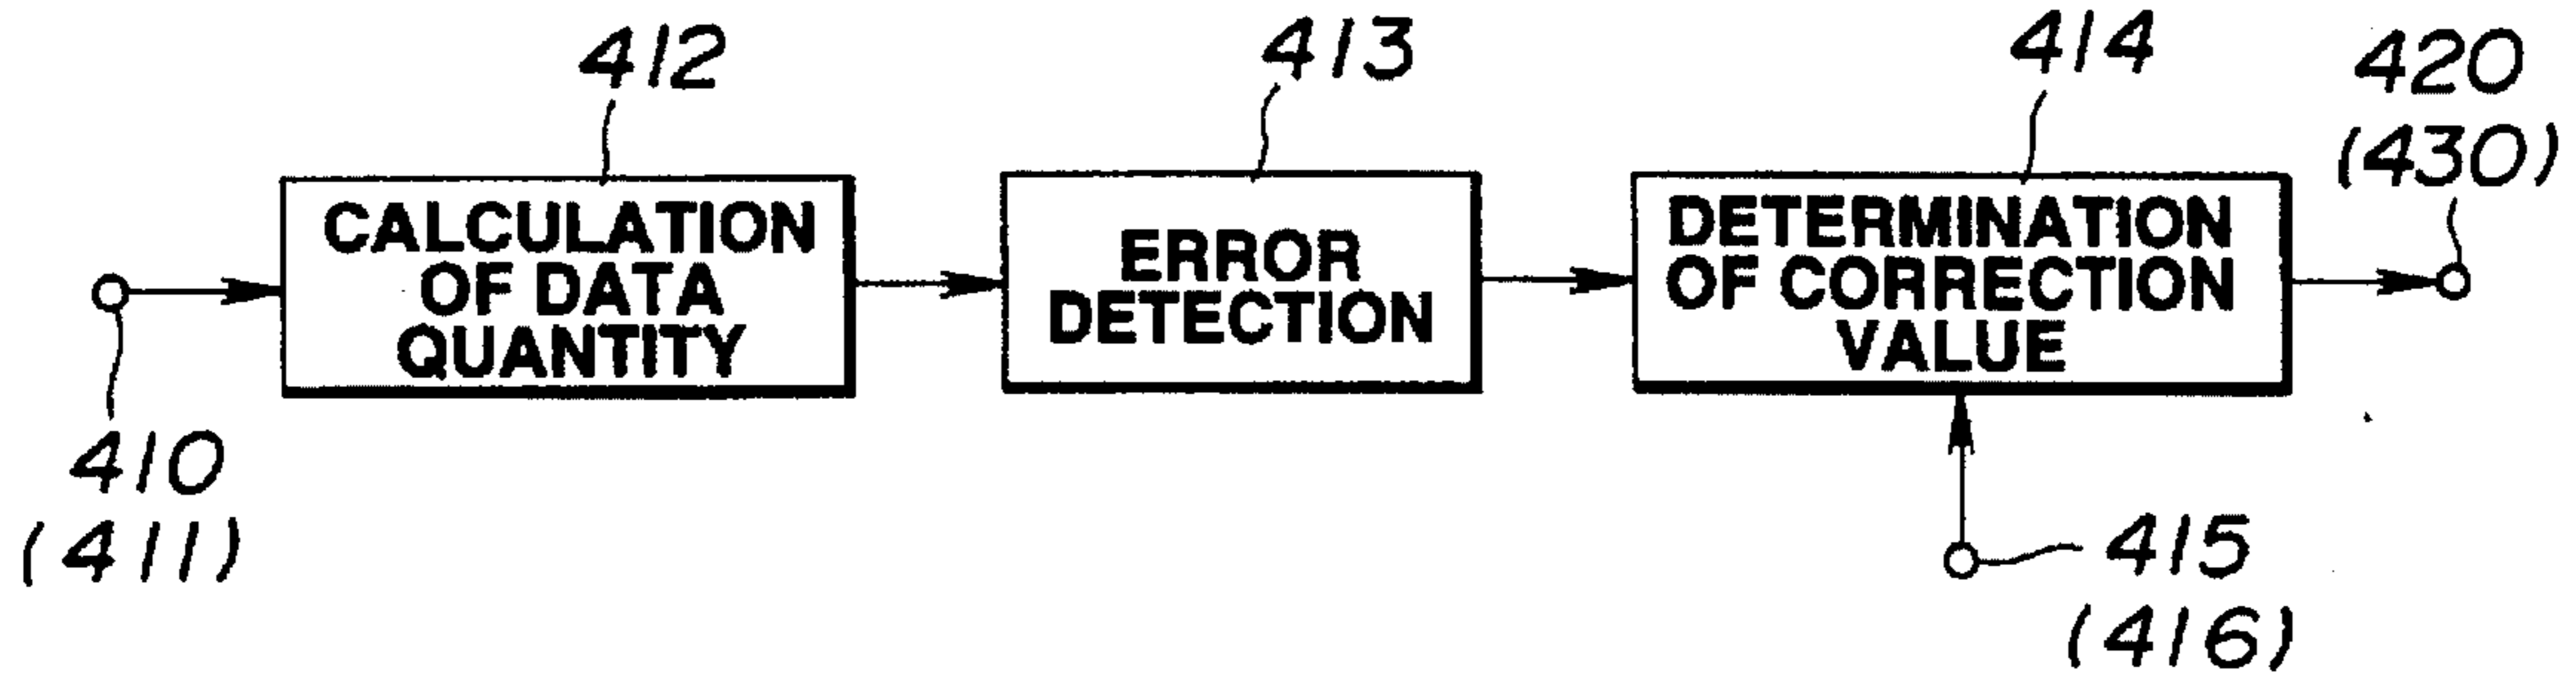 412
413
414
420
(430)
CALCULATION
OF DATA
QUANTITY
ERROR
DETECTION
DETERMINATION
OF CORRECTION
VALUE
410
(411)
415
(416)